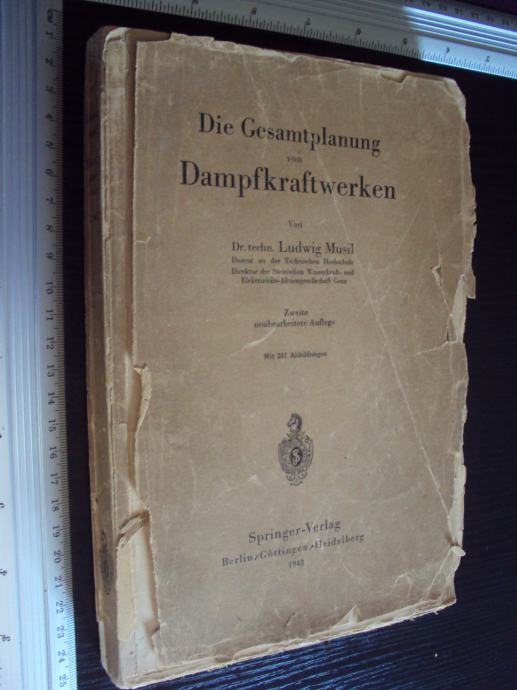 Die Gesamtplanung
von
Dampfkraftwerken
Von
Dr. techn. Ludwig Musil
Dozent an der Technischen Hochschule
Direktor der Steirischen Wasserkraft- und
Elektrizitäts-Aktiengesellschaft Graz
Zweite
neubearbeitete Auflage
Mit 281 Abbildungen
Springer-Verlag
Berlin/Göttingen/Heidelberg
1948